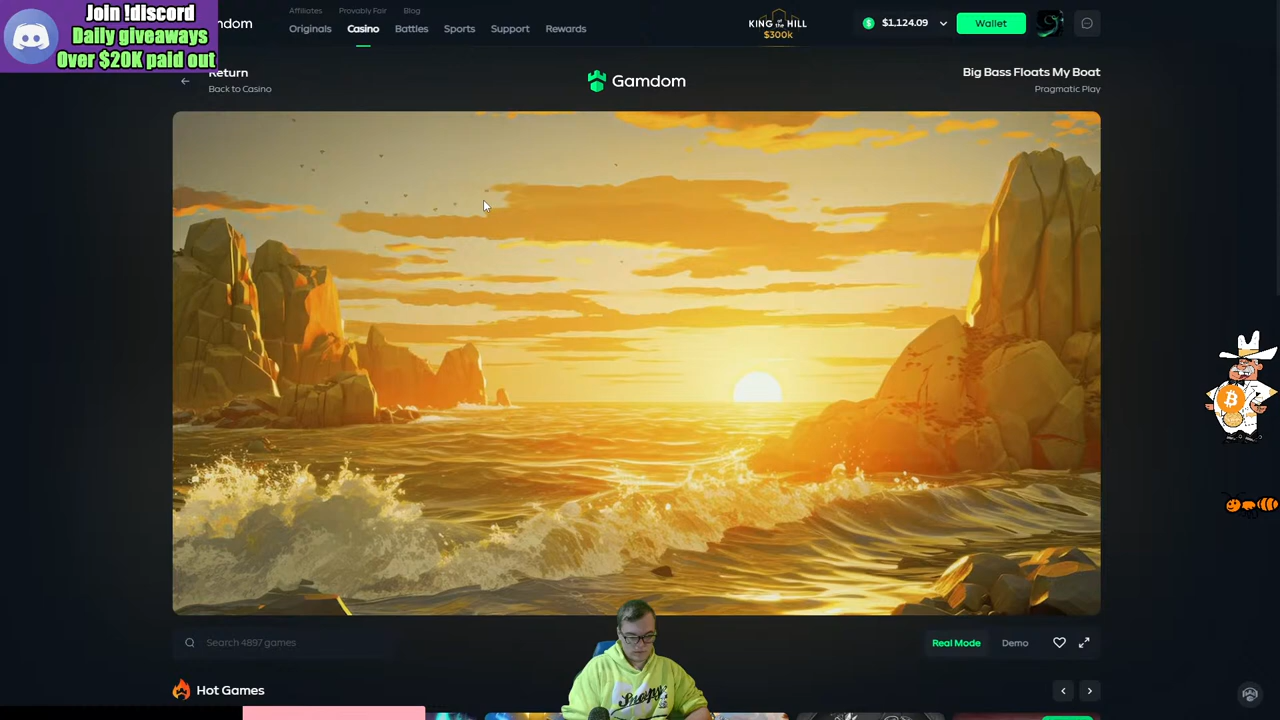 Join !discord
Daily giveaways
Over $20K paid out
Affiliates
Provably Fair
Blog
Originals
Casino
Battles
Sports
Support
Rewards
KING of the HILL
$300k
$1,124.09
Wallet
Return
Back to Casino
Gamdom
Big Bass Floats My Boat
Pragmatic Play
Search 4897 games
Real Mode
Demo
Hot Games